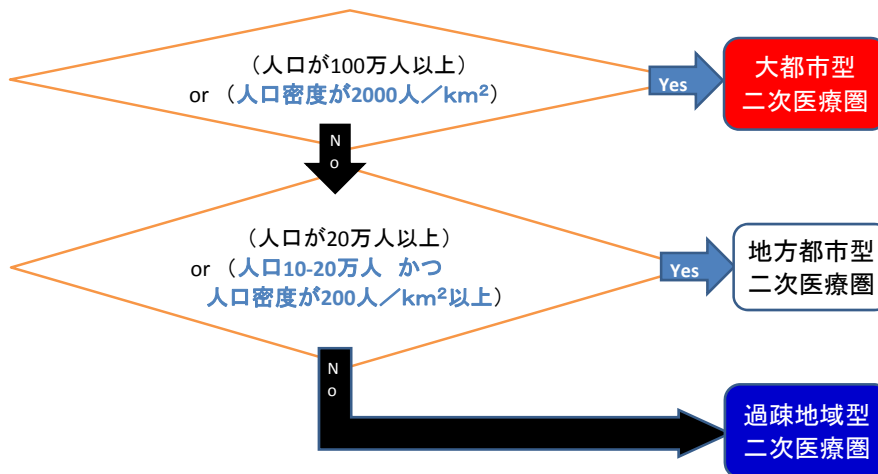 （人口が100万人以上）
or （人口密度が2000人／km²）
Yes
大都市型
二次医療圏
No
（人口が20万人以上）
or （人口10-20万人 かつ
人口密度が200人／km²以上）
Yes
地方都市型
二次医療圏
No
過疎地域型
二次医療圏